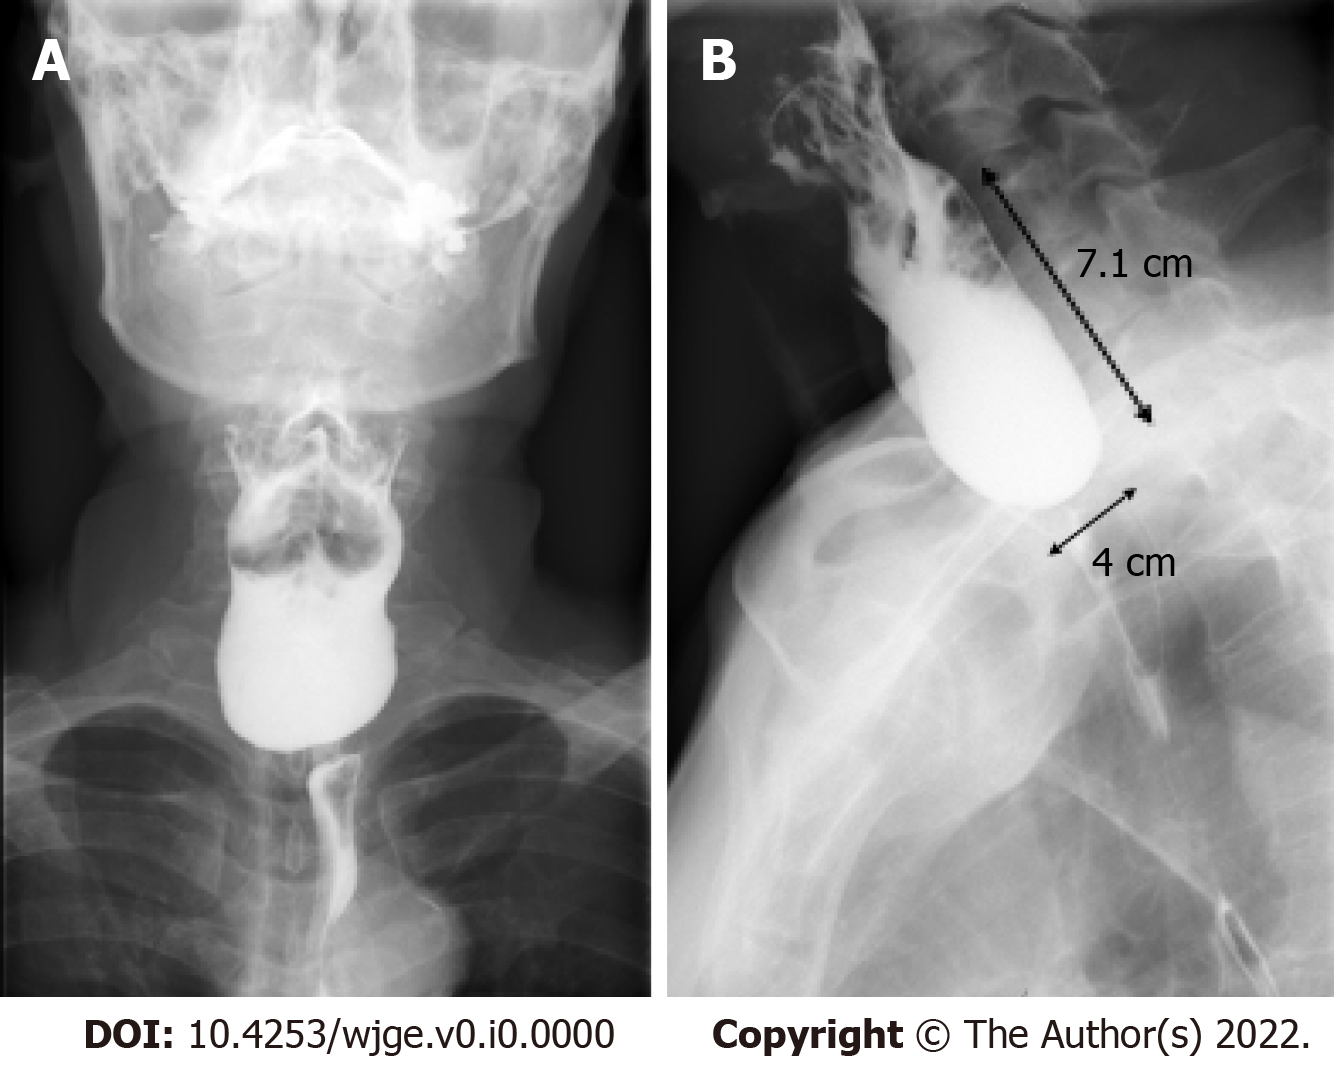 A
B
7.1 cm
4 cm
DOI: 10.4253/wjge.v0.i0.0000
Copyright © The Author(s) 2022.